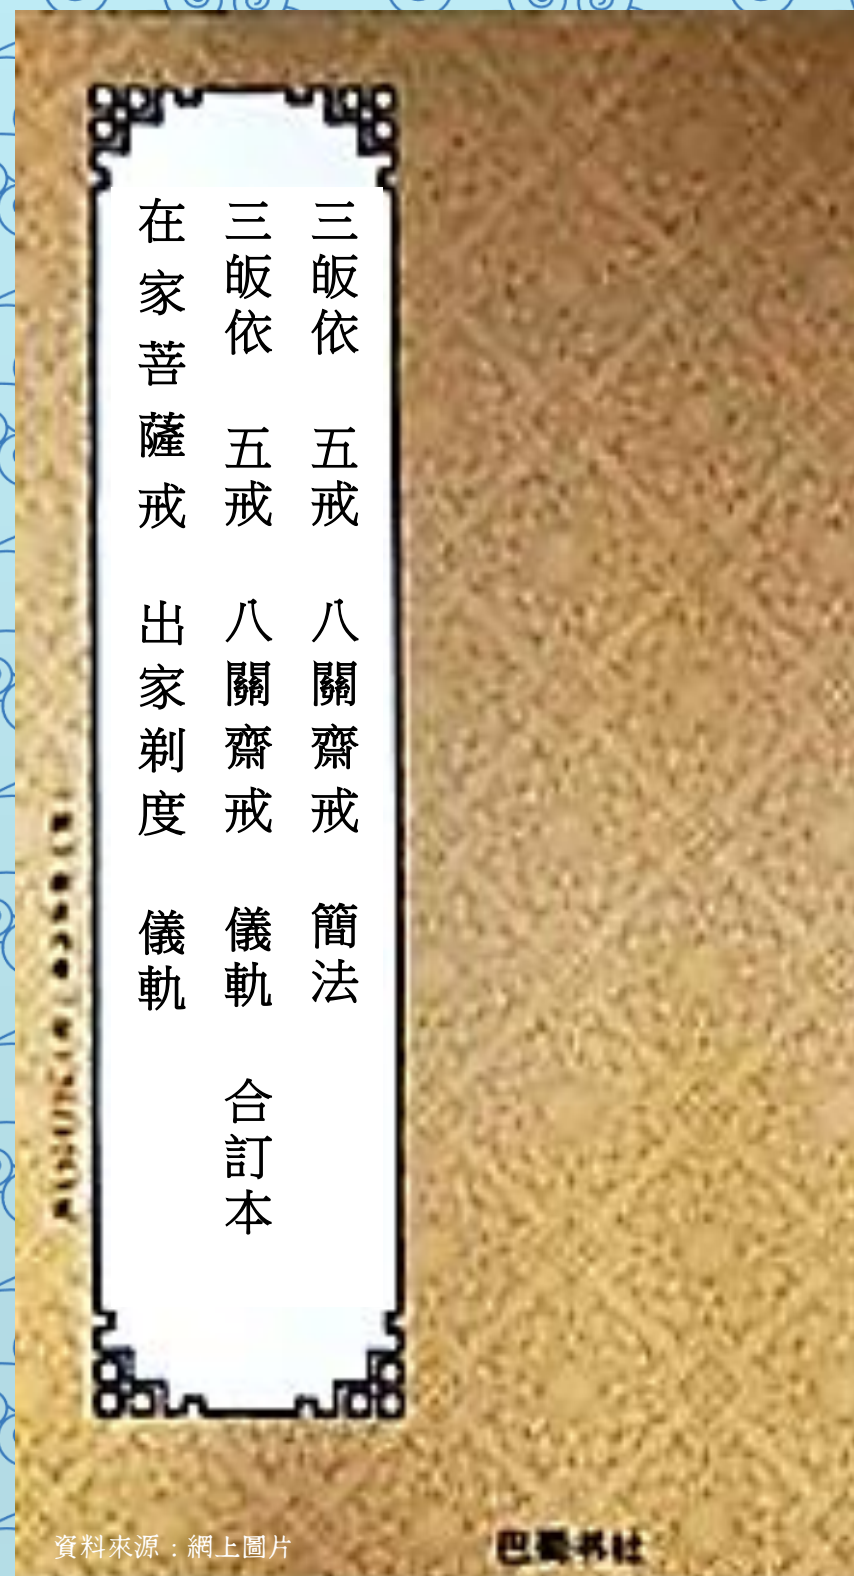 三皈依 五戒 八關齋戒 簡法
三皈依 五戒 八關齋戒 儀軌 合訂本
在家菩薩戒 出家剃度 儀軌
資料來源：網上圖片
巴蜀书社